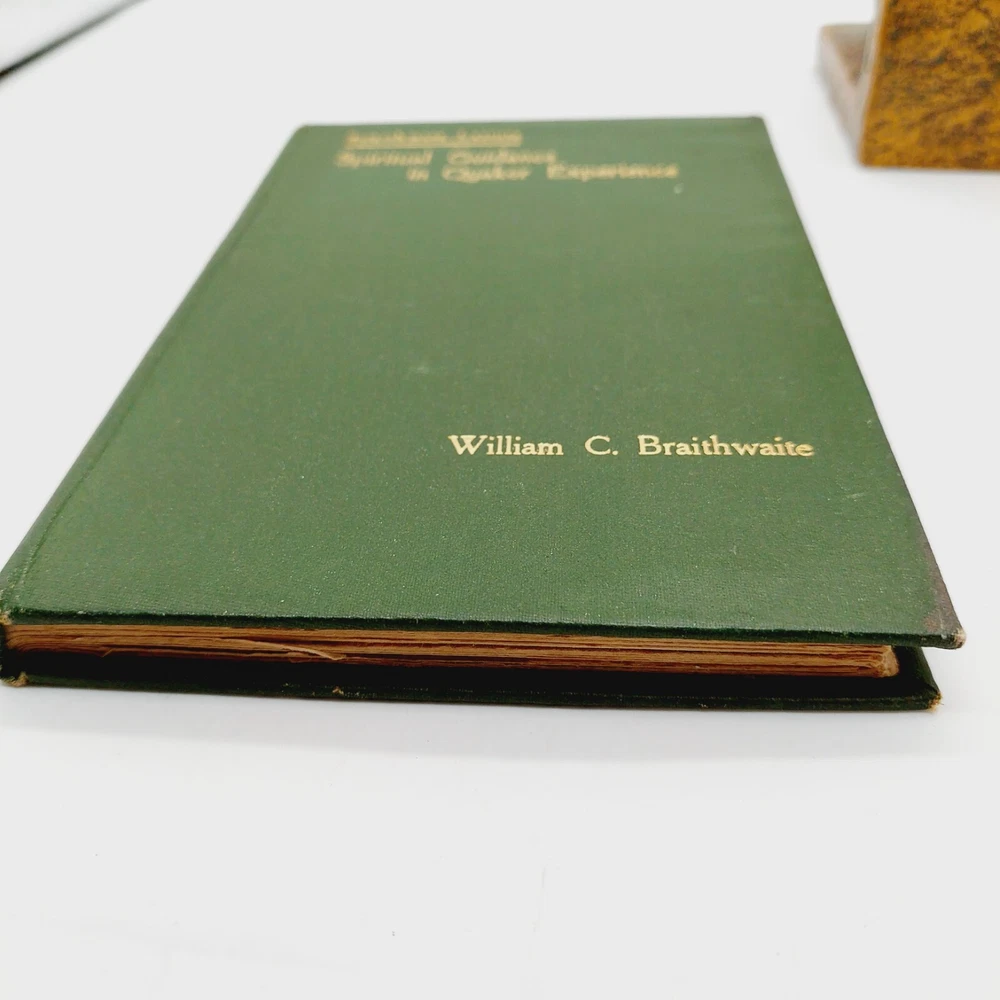 Spiritual Guidance
in Quaker Experience
William C. Braithwaite